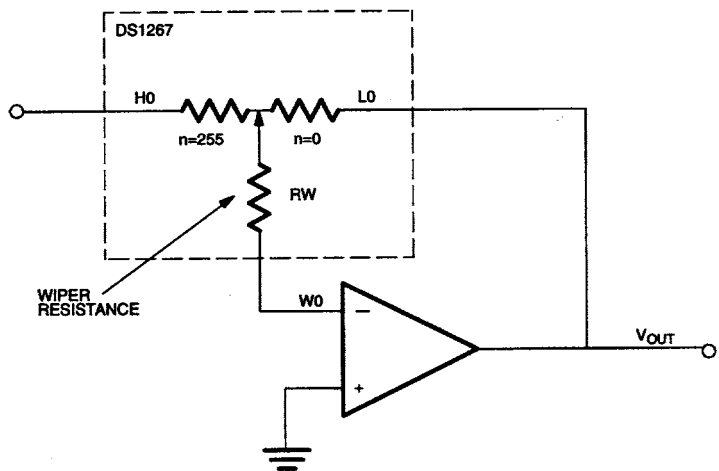 DS1267
H0
L0
n=255
n=0
RW
WIPER
RESISTANCE
W0
−
VOUT
+